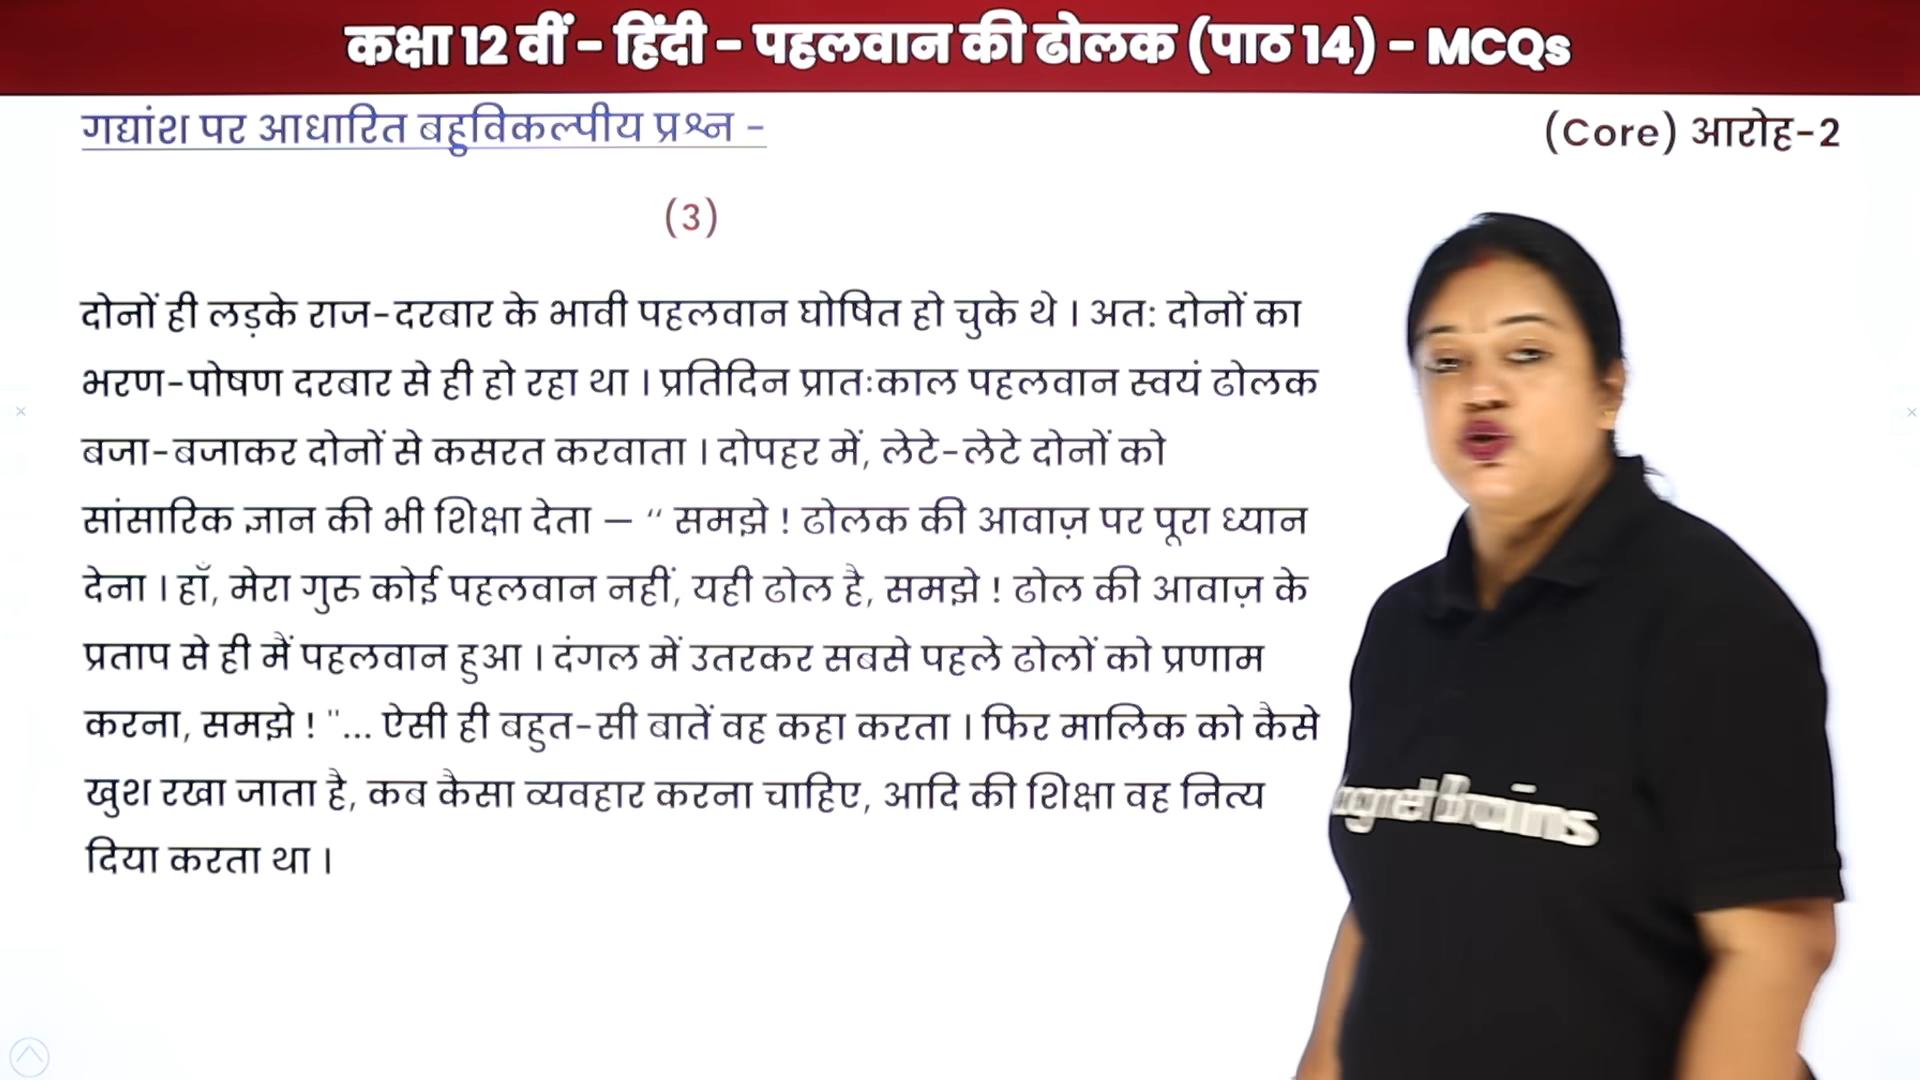 कक्षा 12 वीं – हिंदी – पहलवान की ढोलक (पाठ 14) – MCQs
गद्यांश पर आधारित बहुविकल्पीय प्रश्न –
(Core) आरोह-2
(3)
दोनों ही लड़के राज-दरबार के भावी पहलवान घोषित हो चुके थे । अत: दोनों का
भरण-पोषण दरबार से ही हो रहा था । प्रतिदिन प्रातःकाल पहलवान स्वयं ढोलक
बजा-बजाकर दोनों से कसरत करवाता । दोपहर में, लेटे-लेटे दोनों को
सांसारिक ज्ञान की भी शिक्षा देता — “ समझे ! ढोलक की आवाज़ पर पूरा ध्यान
देना । हाँ, मेरा गुरु कोई पहलवान नहीं, यही ढोल है, समझे ! ढोल की आवाज़ के
प्रताप से ही मैं पहलवान हुआ । दंगल में उतरकर सबसे पहले ढोलों को प्रणाम
करना, समझे ! "... ऐसी ही बहुत-सी बातें वह कहा करता । फिर मालिक को कैसे
खुश रखा जाता है, कब कैसा व्यवहार करना चाहिए, आदि की शिक्षा वह नित्य
दिया करता था ।